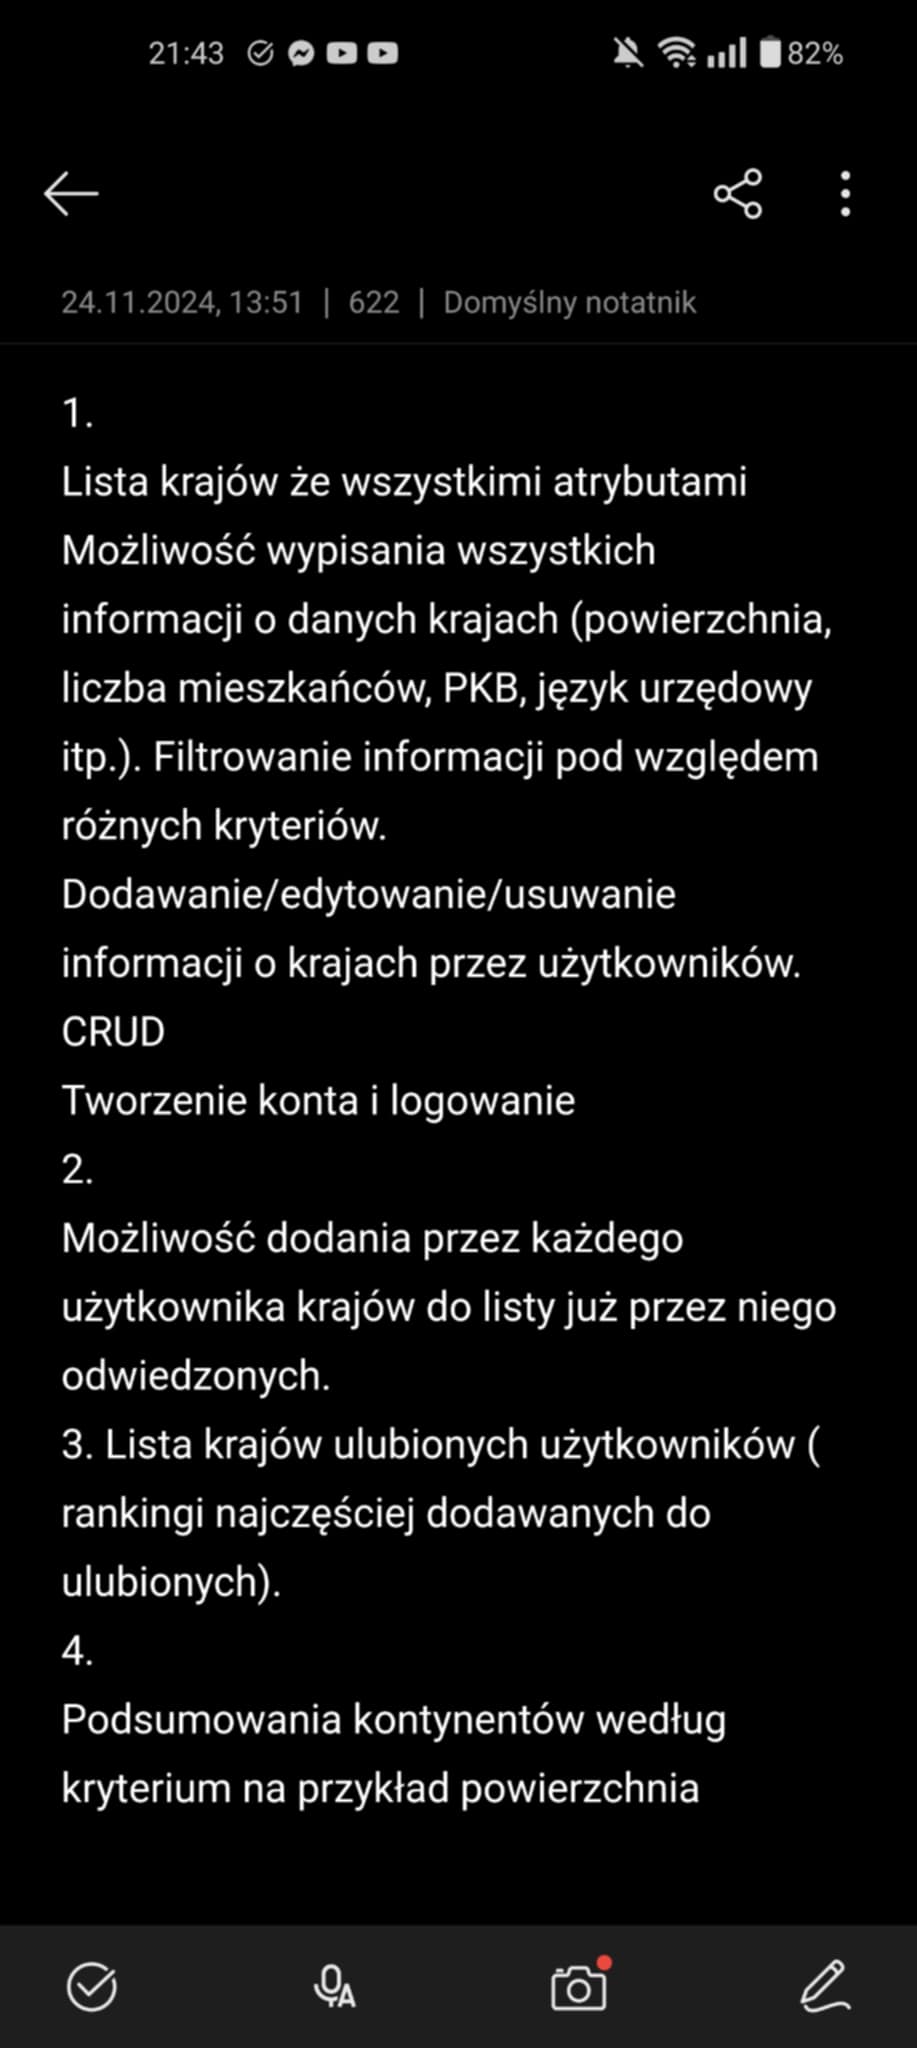 21:43
82%
24.11.2024, 13:51 | 622 | Domyślny notatnik
1.
Lista krajów że wszystkimi atrybutami
Możliwość wypisania wszystkich
informacji o danych krajach (powierzchnia,
liczba mieszkańców, PKB, język urzędowy
itp.). Filtrowanie informacji pod względem
różnych kryteriów.
Dodawanie/edytowanie/usuwanie
informacji o krajach przez użytkowników.
CRUD
Tworzenie konta i logowanie
2.
Możliwość dodania przez każdego
użytkownika krajów do listy już przez niego
odwiedzonych.
3. Lista krajów ulubionych użytkowników (
rankingi najczęściej dodawanych do
ulubionych).
4.
Podsumowania kontynentów według
kryterium na przykład powierzchnia